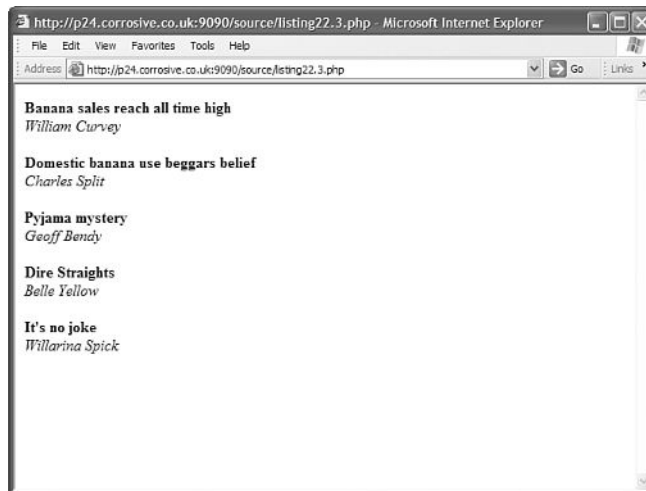 http://p24.corrosive.co.uk:9090/source/listing22.3.php - Microsoft Internet Explorer
File Edit View Favorites Tools Help
Address http://p24.corrosive.co.uk:9090/source/listing22.3.php Go Links
Banana sales reach all time high
William Curvey
Domestic banana use beggars belief
Charles Split
Pyjama mystery
Geoff Bendy
Dire Straights
Belle Yellow
It's no joke
Willarina Spick